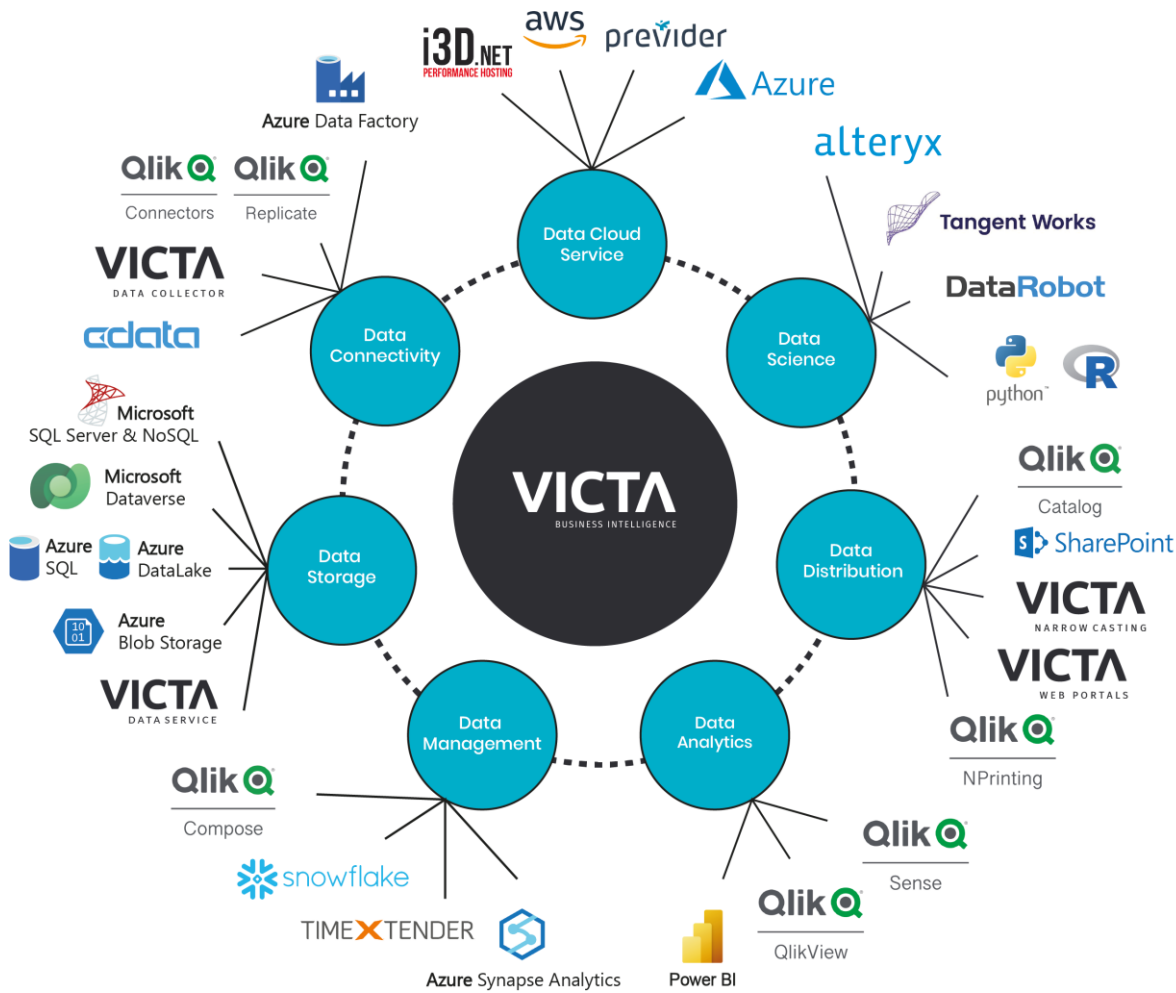 i3D.NET
PERFORMANCE HOSTING
aws
previder
Azure
Azure Data Factory
alteryx
Qlik
Connectors
Qlik
Replicate
Tangent Works
VICTA
DATA COLLECTOR
DataRobot
cdata
python
R
Data Cloud
Service
Data
Connectivity
Data
Science
Microsoft
SQL Server & NoSQL
Microsoft
Dataverse
Azure
SQL
Azure
DataLake
10
01
Azure
Blob Storage
VICTA
DATA SERVICE
VICTA
BUSINESS INTELLIGENCE
Data
Storage
Data
Distribution
Qlik
Catalog
S SharePoint
VICTA
NARROW CASTING
VICTA
WEB PORTALS
Qlik
NPrinting
Data
Management
Data
Analytics
Qlik
Compose
snowflake
TIMEXTENDER
Azure Synapse Analytics
Power BI
Qlik
QlikView
Qlik
Sense